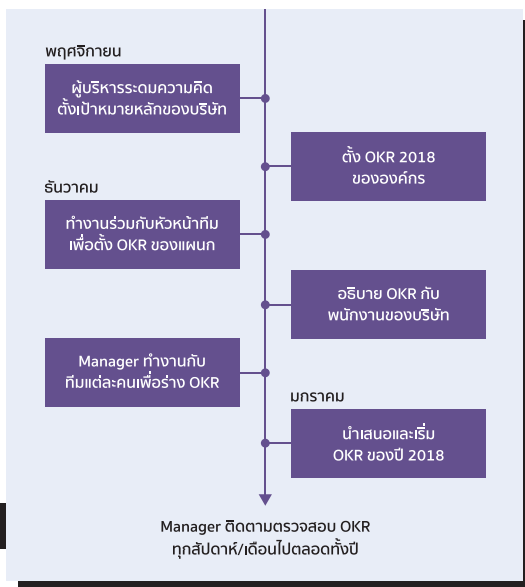 พฤศจิกายน
ผู้บริหารระดมความคิด
ตั้งเป้าหมายหลักของบริษัท
ตั้ง OKR 2018
ขององค์กร
ธันวาคม
ทำงานร่วมกับหัวหน้าทีม
เพื่อตั้ง OKR ของแผนก
อธิบาย OKR กับ
พนักงานของบริษัท
Manager ทำงานกับ
ทีมแต่ละคนเพื่อร่าง OKR
มกราคม
นำเสนอและเริ่ม
OKR ของปี 2018
Manager ติดตามตรวจสอบ OKR
ทุกสัปดาห์/เดือนไปตลอดทั้งปี